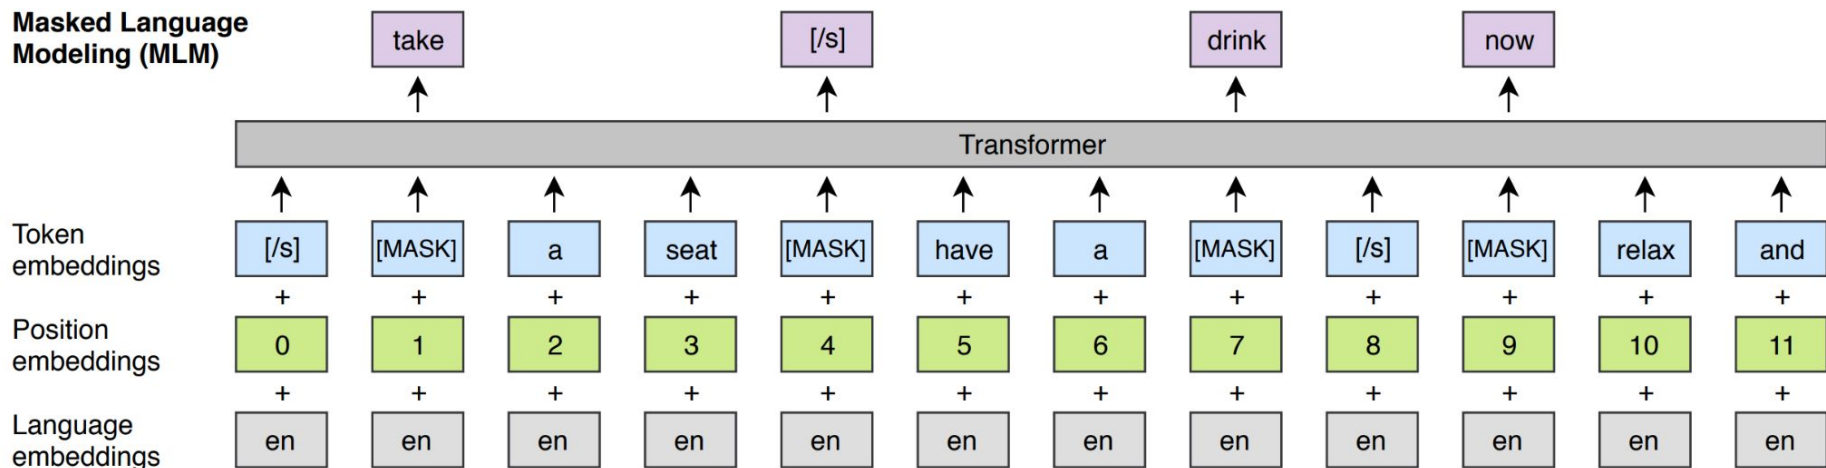 Masked Language
Modeling (MLM)
take [/s] drink now
Transformer
Token
embeddings
[/s] [MASK] a seat [MASK] have a [MASK] [/s] [MASK] relax and
+ + + + + + + + + + + +
Position
embeddings
0 1 2 3 4 5 6 7 8 9 10 11
+ + + + + + + + + + + +
Language
embeddings
en en en en en en en en en en en en